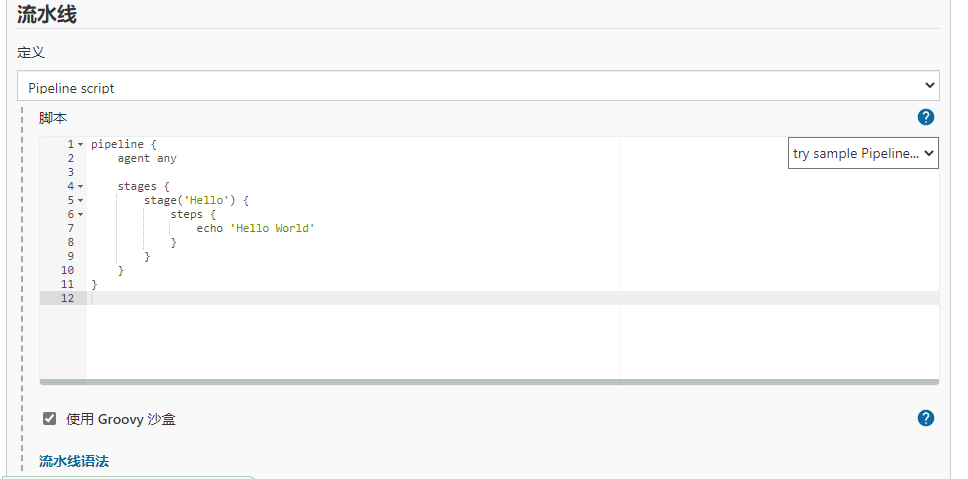 流水线
定义
Pipeline script
脚本
?
try sample Pipeline...
1 pipeline {
2     agent any
3
4     stages {
5         stage('Hello') {
6             steps {
7                 echo 'Hello World'
8             }
9         }
10     }
11 }
12
使用 Groovy 沙盒
?
流水线语法